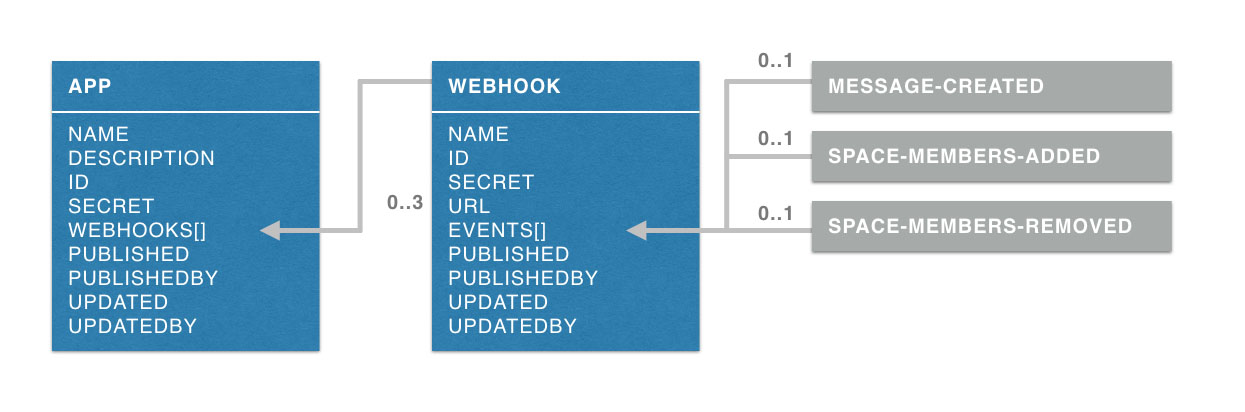 APP
NAME
DESCRIPTION
ID
SECRET
WEBHOOKS[]
PUBLISHED
PUBLISHEDBY
UPDATED
UPDATEDBY
0..3
WEBHOOK
NAME
ID
SECRET
URL
EVENTS[]
PUBLISHED
PUBLISHEDBY
UPDATED
UPDATEDBY
0..1
MESSAGE-CREATED
0..1
SPACE-MEMBERS-ADDED
0..1
SPACE-MEMBERS-REMOVED